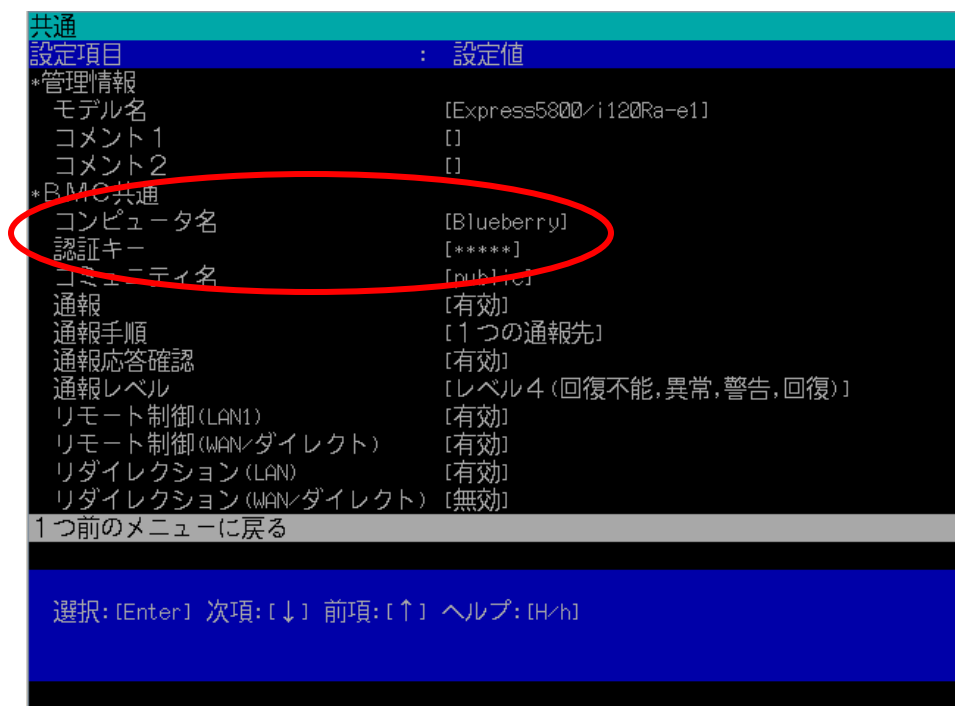 共通
設定項目 : 設定値
*管理情報
モデル名 [Express5800/i120Ra-e1]
コメント1 []
コメント2 []
*BMC共通
コンピュータ名 [Blueberry]
認証キー [*****]
コミュニティ名 [public]
通報 [有効]
通報手順 [1つの通報先]
通報応答確認 [有効]
通報レベル [レベル4(回復不能,異常,警告,回復)]
リモート制御(LAN1) [有効]
リモート制御(WAN/ダイレクト) [有効]
リダイレクション(LAN) [有効]
リダイレクション(WAN/ダイレクト) [無効]
1つ前のメニューに戻る
選択:[Enter] 次項:[↓] 前項:[↑] ヘルプ:[H/h]